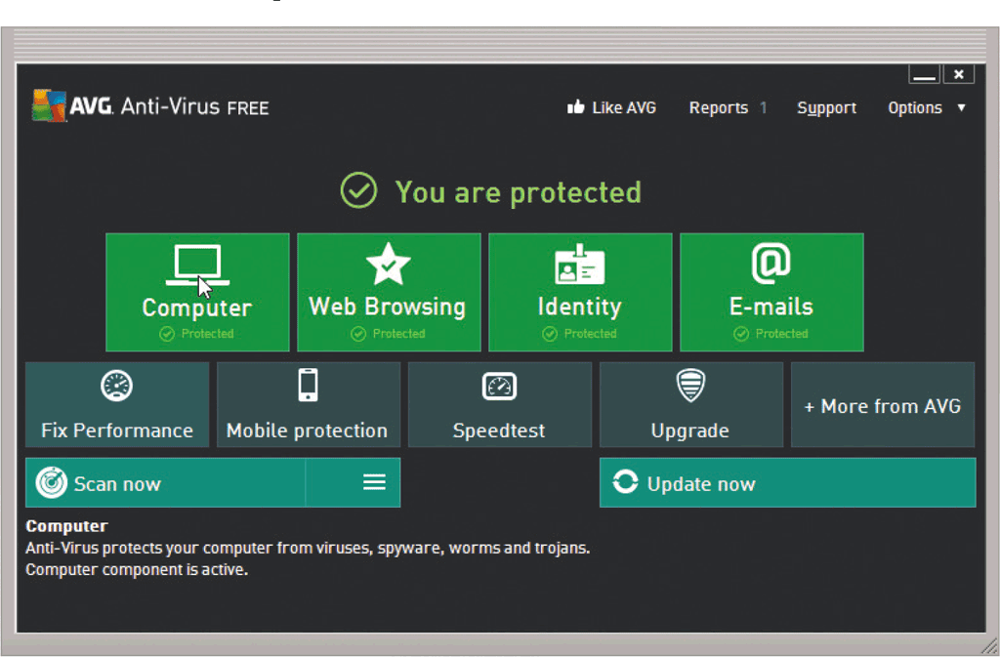 AVG. Anti-Virus FREE
Like AVG Reports 1 Support Options
You are protected
Computer Web Browsing Identity E-mails
Protected Protected Protected Protected
Fix Performance Mobile protection Speedtest Upgrade + More from AVG
Scan now Update now
Computer
Anti-Virus protects your computer from viruses, spyware, worms and trojans.
Computer component is active.